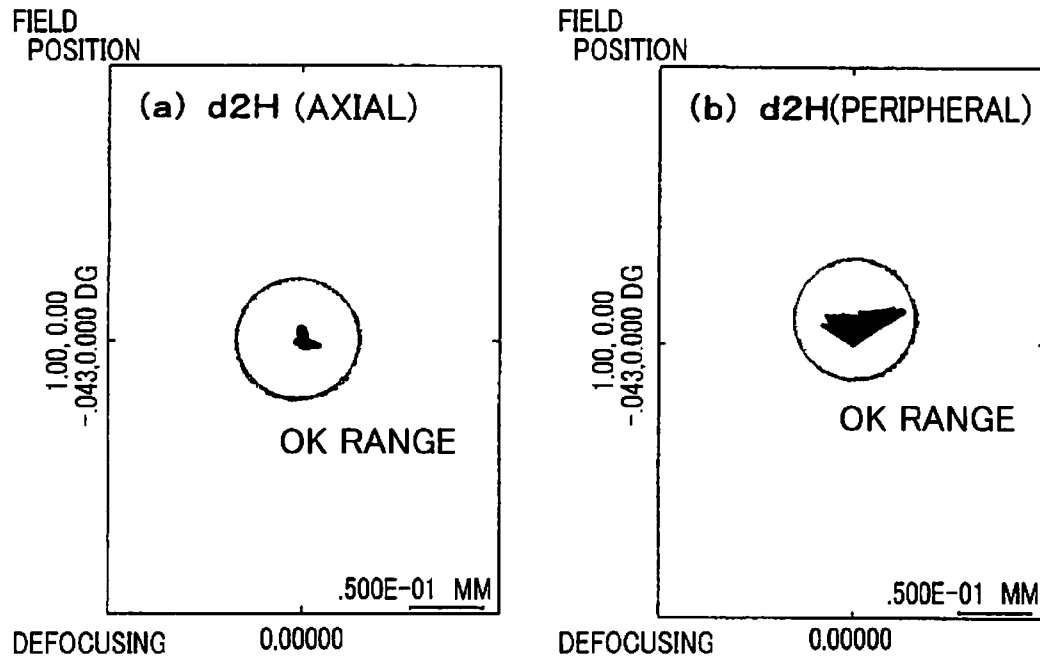 FIELD
POSITION
(a) d2H (AXIAL)
1.00, 0.00
-.043,0.000 DG
OK RANGE
.500E-01 MM
DEFOCUSING
0.00000
FIELD
POSITION
(b) d2H(PERIPHERAL)
1.00, 0.00
-.043,0.000 DG
OK RANGE
.500E-01 MM
DEFOCUSING
0.00000